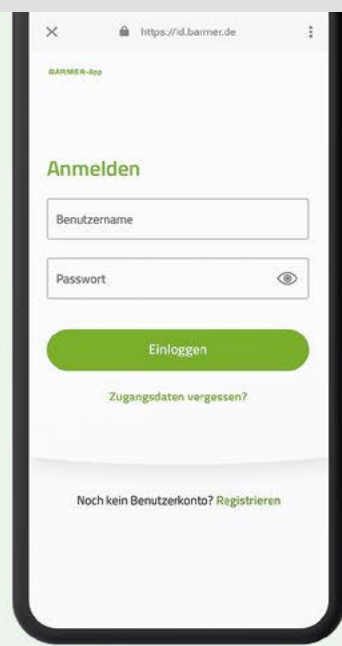 https://id.barmer.de
BARMER-App
Anmelden
Benutzername
Passwort
Einloggen
Zugangsdaten vergessen?
Noch kein Benutzerkonto? Registrieren